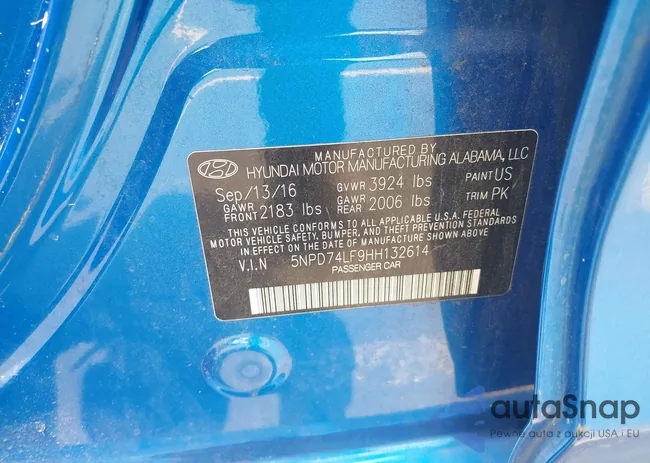 MANUFACTURED BY
HYUNDAI MOTOR MANUFACTURING ALABAMA, LLC
Sep/13/16 GVWR 3924 lbs PAINT US
GAWR FRONT 2183 lbs GAWR REAR 2006 lbs TRIM PK
THIS VEHICLE CONFORMS TO ALL APPLICABLE U.S.A. FEDERAL
MOTOR VEHICLE SAFETY, BUMPER, AND THEFT PREVENTION
STANDARDS IN EFFECT ON THE DATE OF MANUFACTURE SHOWN ABOVE
V.I.N 5NPD74LF9HH132614
PASSENGER CAR
autaSnap
Pewne auta z aukcji USA i EU